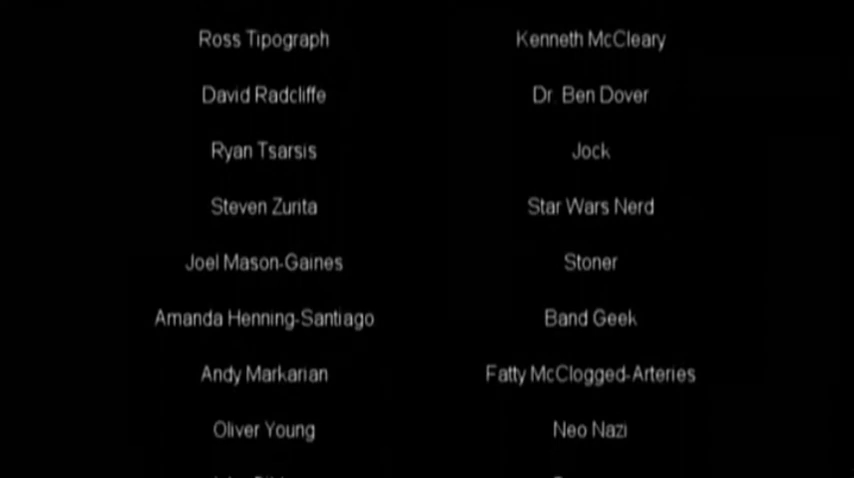 Ross Tipograph Kenneth McCleary
David Radcliffe Dr. Ben Dover
Ryan Tsarsis Jock
Steven Zurita Star Wars Nerd
Joel Mason-Gaines Stoner
Amanda Henning-Santiago Band Geek
Andy Markarian Fatty McClogged-Arteries
Oliver Young Neo Nazi